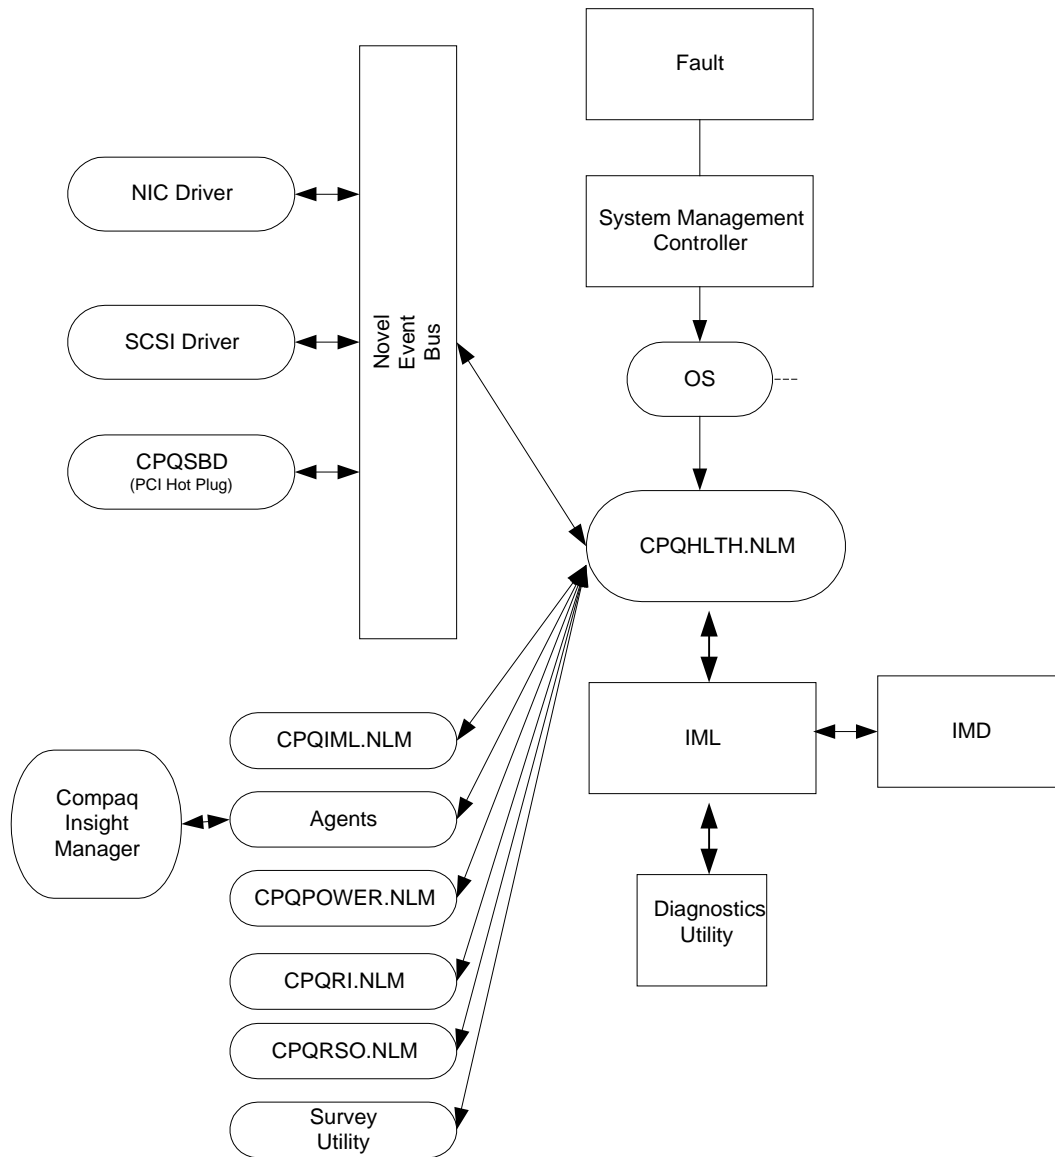 Fault
NIC Driver
System Management
Controller
SCSI Driver
Novel
Event
Bus
OS
CPQSBD
(PCI Hot Plug)
CPQHLTH.NLM
CPQIML.NLM
IML
IMD
Compaq
Insight
Manager
Agents
CPQPOWER.NLM
Diagnostics
Utility
CPQRI.NLM
CPQRSO.NLM
Survey
Utility